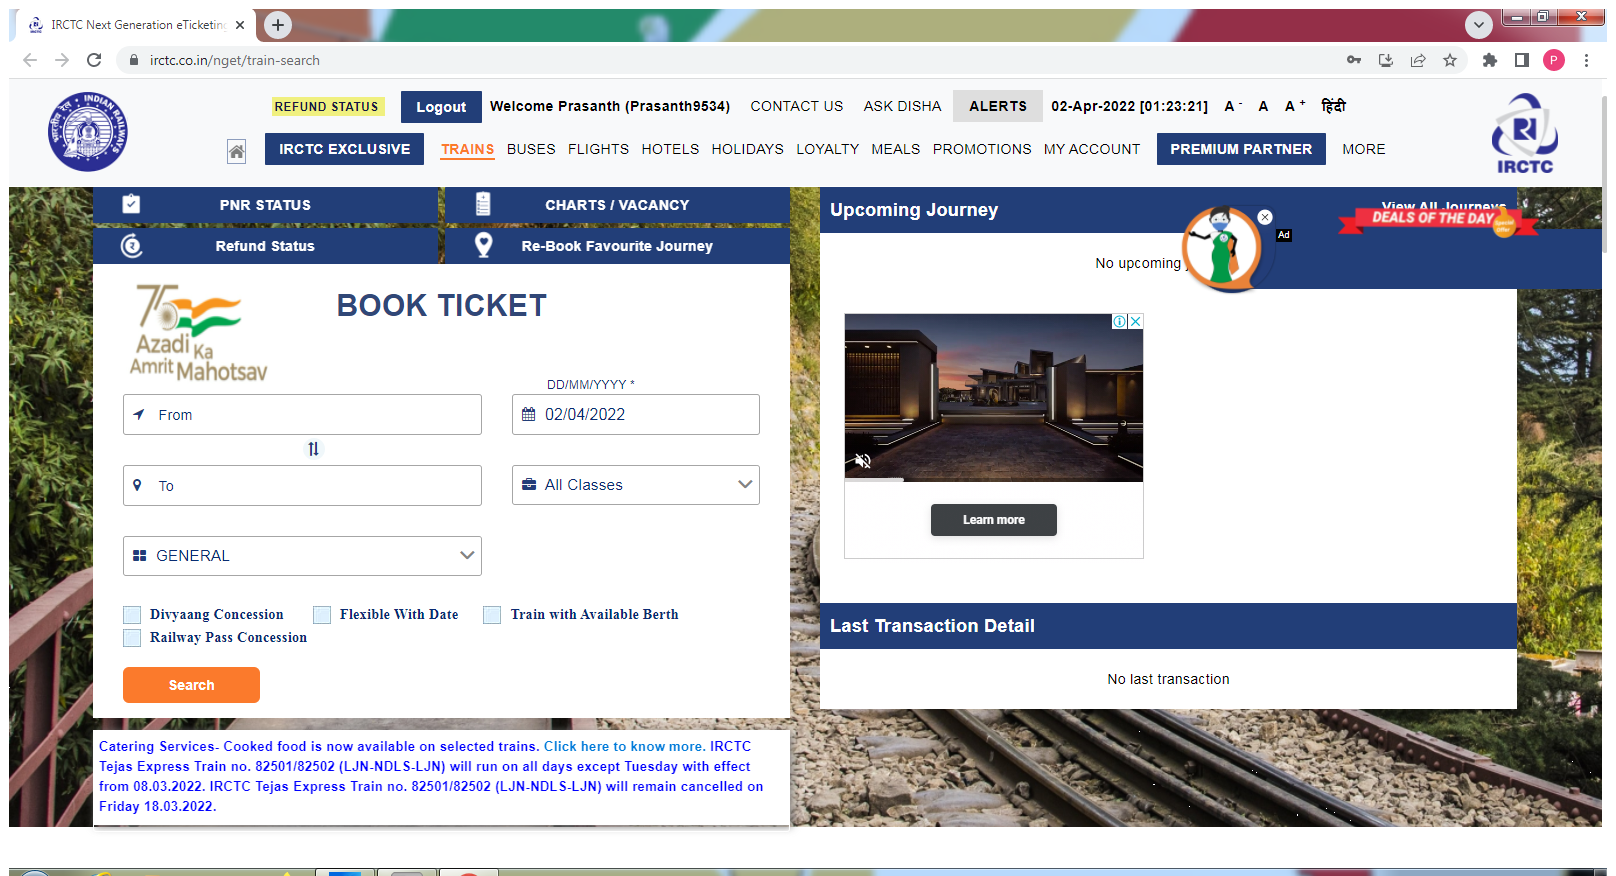 IRCTC Next Generation eTicketing
irctc.co.in/nget/train-search
P
REFUND STATUS
Logout
Welcome Prasanth (Prasanth9534)
CONTACT US
ASK DISHA
ALERTS
02-Apr-2022 [01:23:21]
A -
A
A +
हिंदी
IRCTC EXCLUSIVE
TRAINS
BUSES
FLIGHTS
HOTELS
HOLIDAYS
LOYALTY
MEALS
PROMOTIONS
MY ACCOUNT
PREMIUM PARTNER
MORE
INDIAN RAILWAYS
भारतीय रेल
IRCTC
PNR STATUS
CHARTS / VACANCY
Refund Status
Re-Book Favourite Journey
75
Azadi Ka
Amrit Mahotsav
BOOK TICKET
From
DD/MM/YYYY *
02/04/2022
To
All Classes
GENERAL
Divyaang Concession
Flexible With Date
Train with Available Berth
Railway Pass Concession
Search
Catering Services- Cooked food is now available on selected trains. Click here to know more. IRCTC
Tejas Express Train no. 82501/82502 (LJN-NDLS-LJN) will run on all days except Tuesday with effect
from 08.03.2022. IRCTC Tejas Express Train no. 82501/82502 (LJN-NDLS-LJN) will remain cancelled on
Friday 18.03.2022.
Upcoming Journey
View All Journeys
DEALS OF THE DAY
Special
Offer
Ad
No upcoming
Learn more
Last Transaction Detail
No last transaction